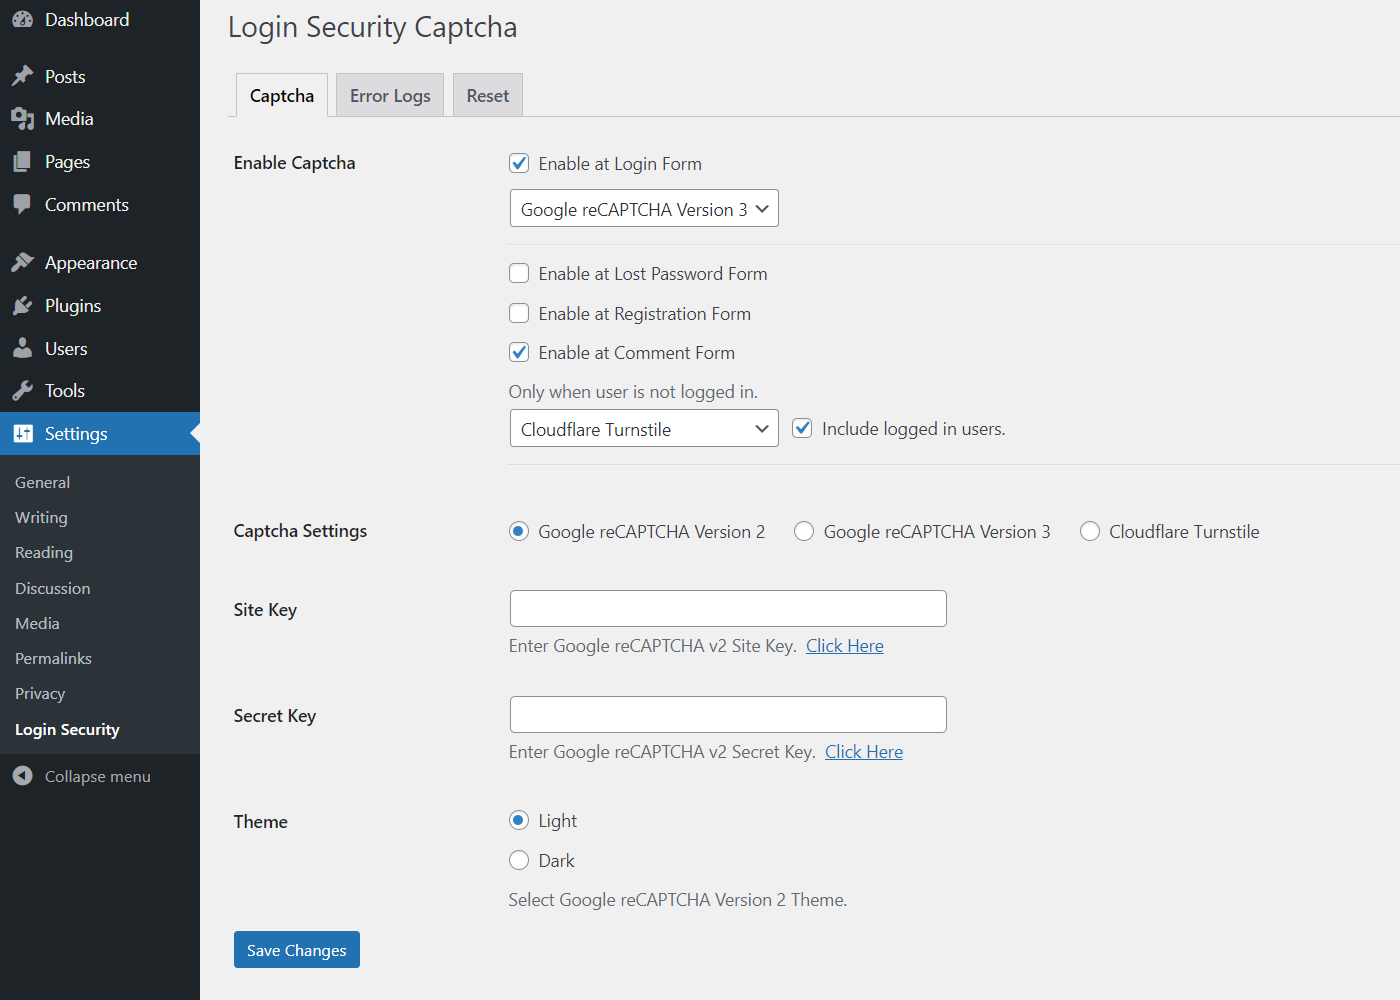 Dashboard
Posts
Media
Pages
Comments
Appearance
Plugins
Users
Tools
Settings
General
Writing
Reading
Discussion
Media
Permalinks
Privacy
Login Security
Collapse menu
Login Security Captcha
Captcha Error Logs Reset
Enable Captcha Enable at Login Form
Google reCAPTCHA Version 3
Enable at Lost Password Form
Enable at Registration Form
Enable at Comment Form
Only when user is not logged in.
Cloudflare Turnstile Include logged in users.
Captcha Settings Google reCAPTCHA Version 2 Google reCAPTCHA Version 3 Cloudflare Turnstile
Site Key
Enter Google reCAPTCHA v2 Site Key. Click Here
Secret Key
Enter Google reCAPTCHA v2 Secret Key. Click Here
Theme Light
Dark
Select Google reCAPTCHA Version 2 Theme.
Save Changes